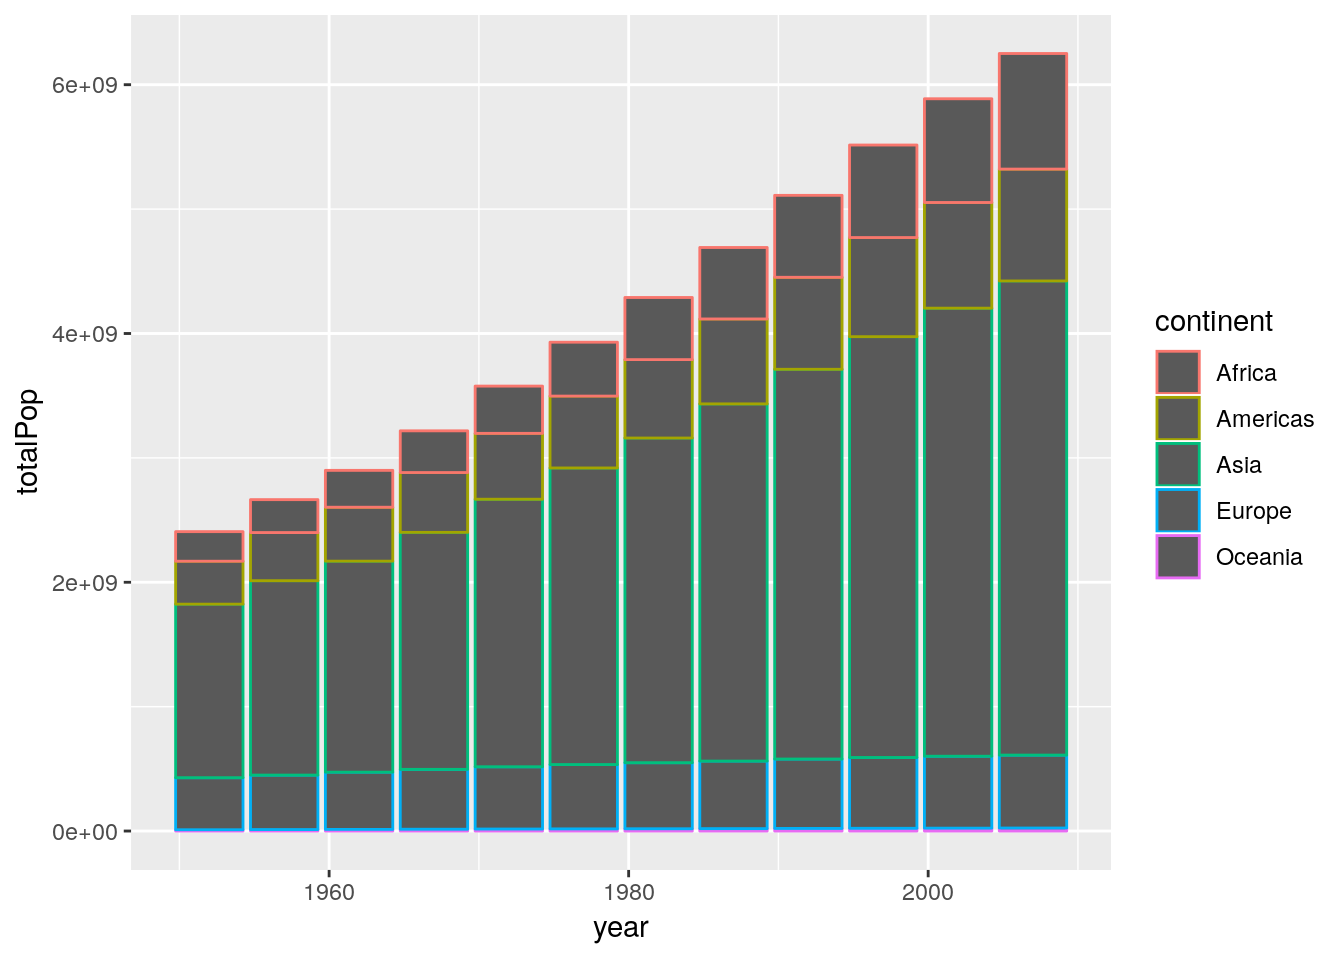 6e+09
4e+09
2e+09
0e+00
totalPop
1960
1980
2000
year
continent
Africa
Americas
Asia
Europe
Oceania